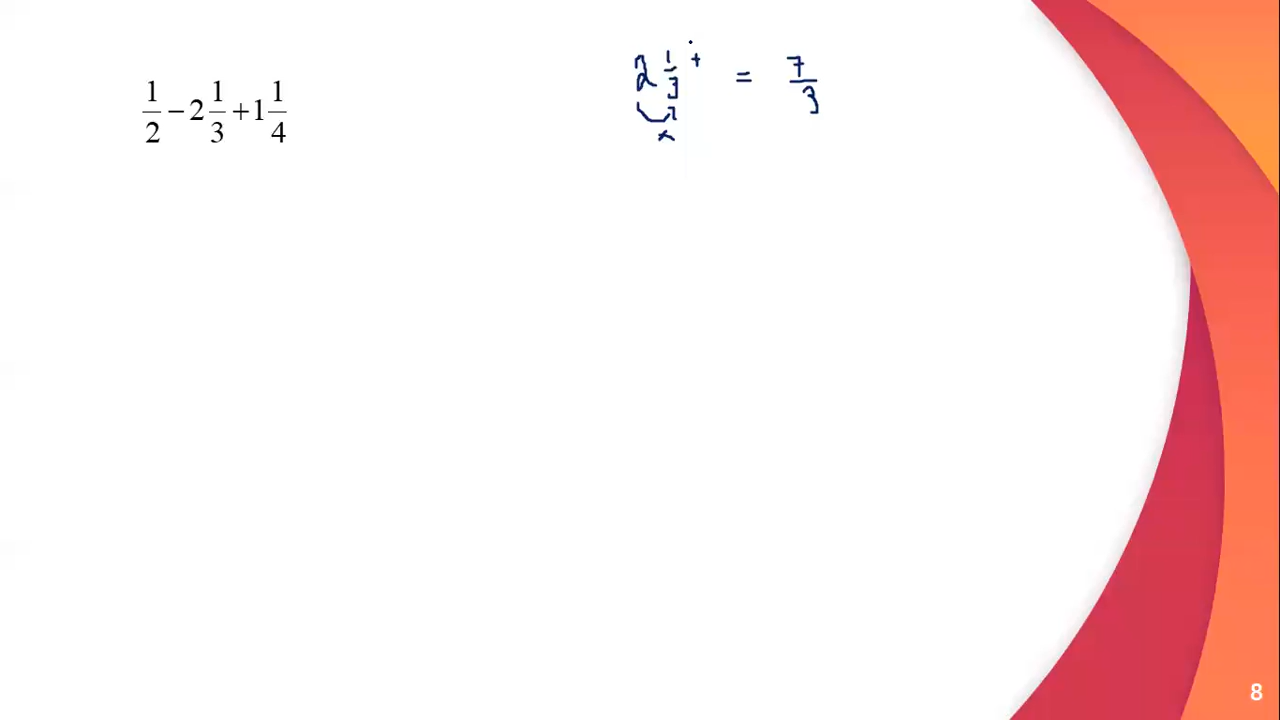 1/2 − 2 1/3 + 1 1/4
2 1/3 + = 7/3
×
8